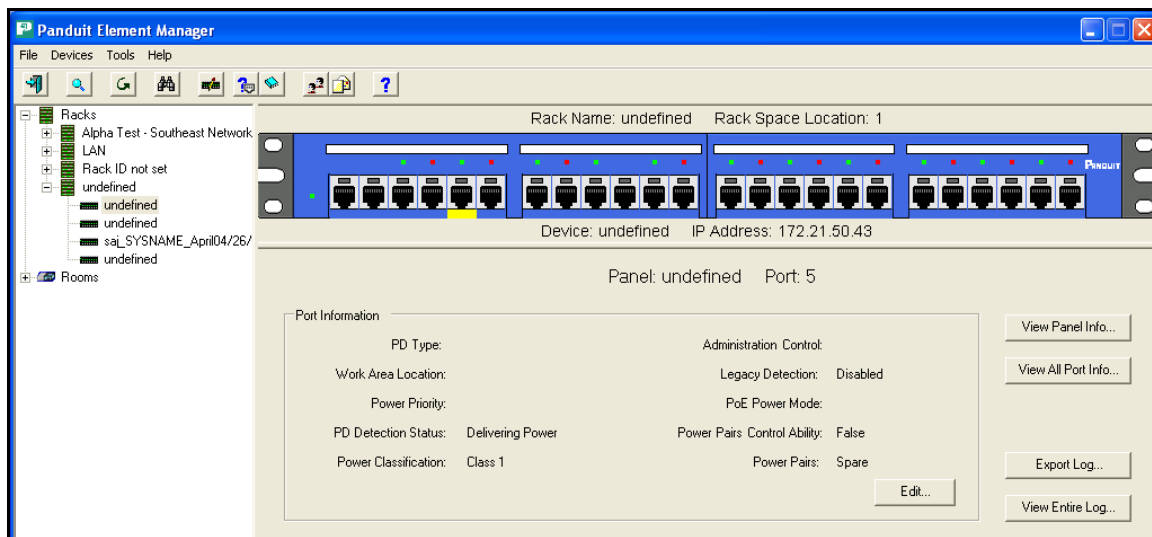 Panduit Element Manager
File Devices Tools Help
Racks
Alpha Test - Southeast Network
LAN
Rack ID not set
undefined
undefined
undefined
saj_SYSNAME_April04/26/
undefined
Rooms
Rack Name: undefined Rack Space Location: 1
PANDUIT
Device: undefined IP Address: 172.21.50.43
Panel: undefined Port: 5
Port Information
PD Type: Administration Control:
Work Area Location: Legacy Detection: Disabled
Power Priority: PoE Power Mode:
PD Detection Status: Delivering Power Power Pairs Control Ability: False
Power Classification: Class 1 Power Pairs: Spare
Edit...
View Panel Info...
View All Port Info...
Export Log...
View Entire Log...